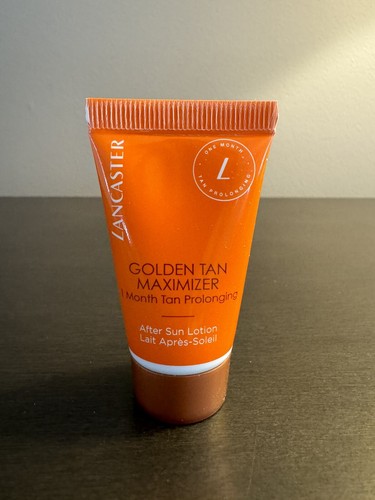 LANCASTER
ONE MONTH
L
TAN PROLONGING
GOLDEN TAN
MAXIMIZER
1 Month Tan Prolonging
After Sun Lotion
Lait Après-Soleil